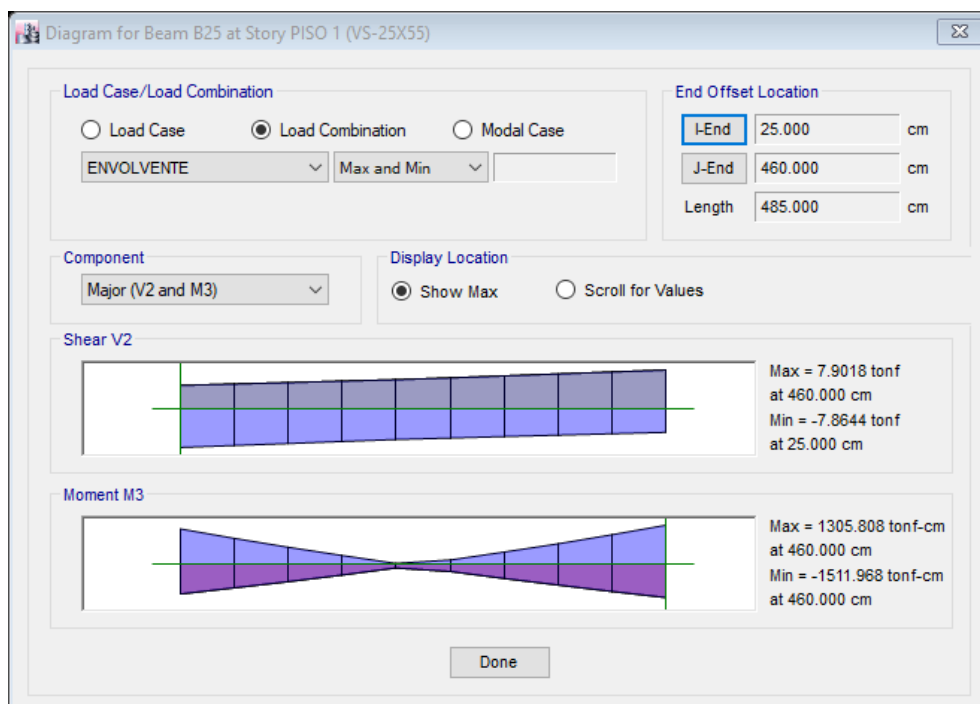 Diagram for Beam B25 at Story PISO 1 (VS-25X55)
Load Case/Load Combination
Load Case
Load Combination
Modal Case
ENVOLVENTE
Max and Min
End Offset Location
I-End
25.000
cm
J-End
460.000
cm
Length
485.000
cm
Component
Major (V2 and M3)
Display Location
Show Max
Scroll for Values
Shear V2
Max = 7.9018 tonf
at 460.000 cm
Min = -7.8644 tonf
at 25.000 cm
Moment M3
Max = 1305.808 tonf-cm
at 460.000 cm
Min = -1511.968 tonf-cm
at 460.000 cm
Done